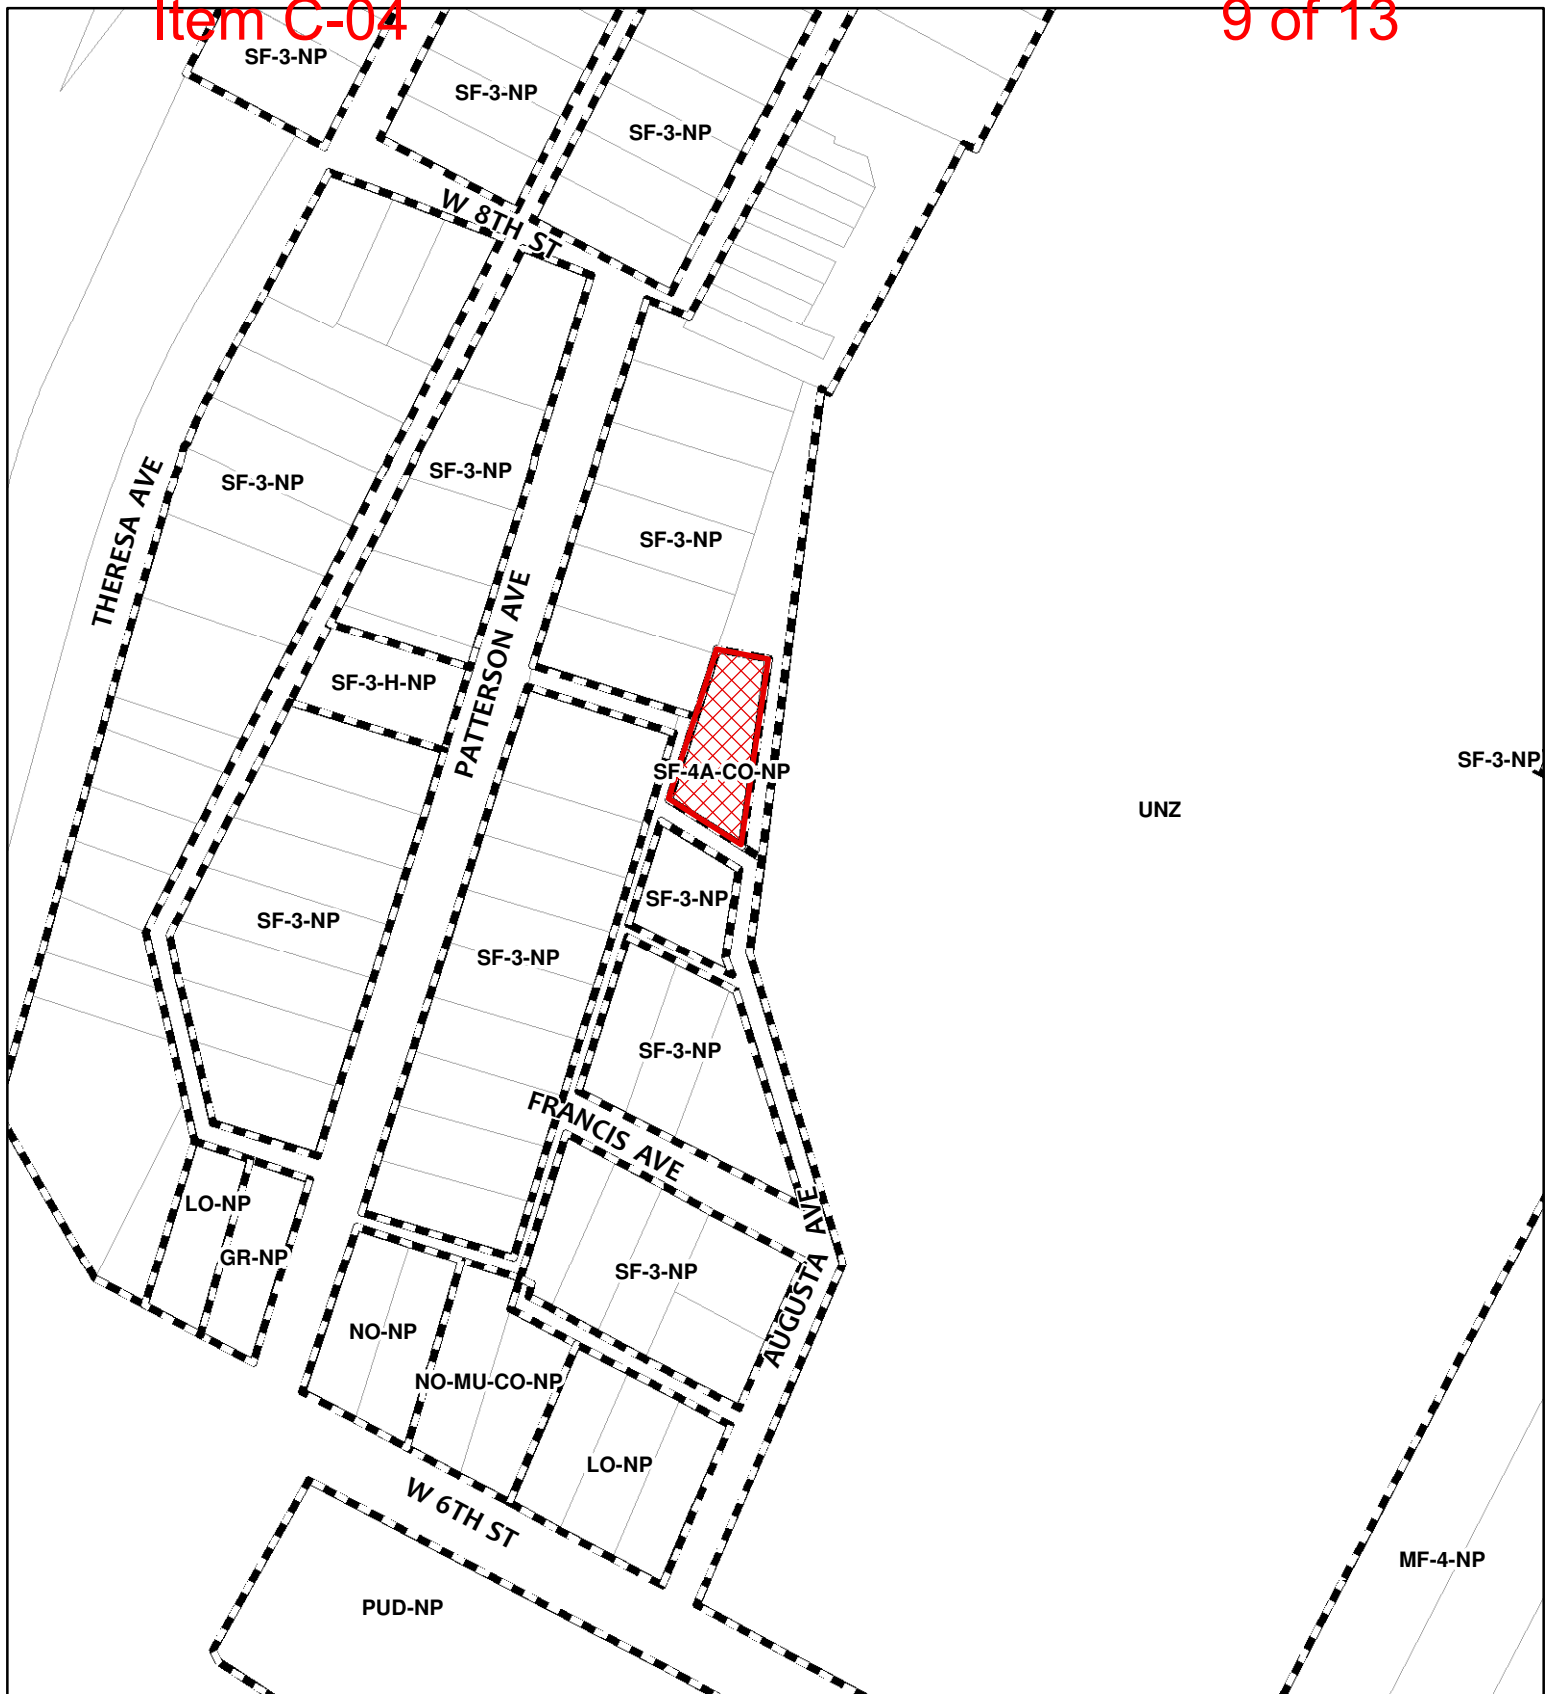 Item C-04
9 of 13
SF-3-NP
SF-3-NP
SF-3-NP
W 8TH ST
SF-3-NP
SF-3-NP
SF-3-NP
THERESA AVE
PATTERSON AVE
SF-3-H-NP
SF-4A-CO-NP
SF-3-NP
UNZ
SF-3-NP
SF-3-NP
SF-3-NP
SF-3-NP
FRANCIS AVE
LO-NP
GR-NP
AUGUSTA AVE
SF-3-NP
NO-NP
NO-MU-CO-NP
LO-NP
W 6TH ST
MF-4-NP
PUD-NP